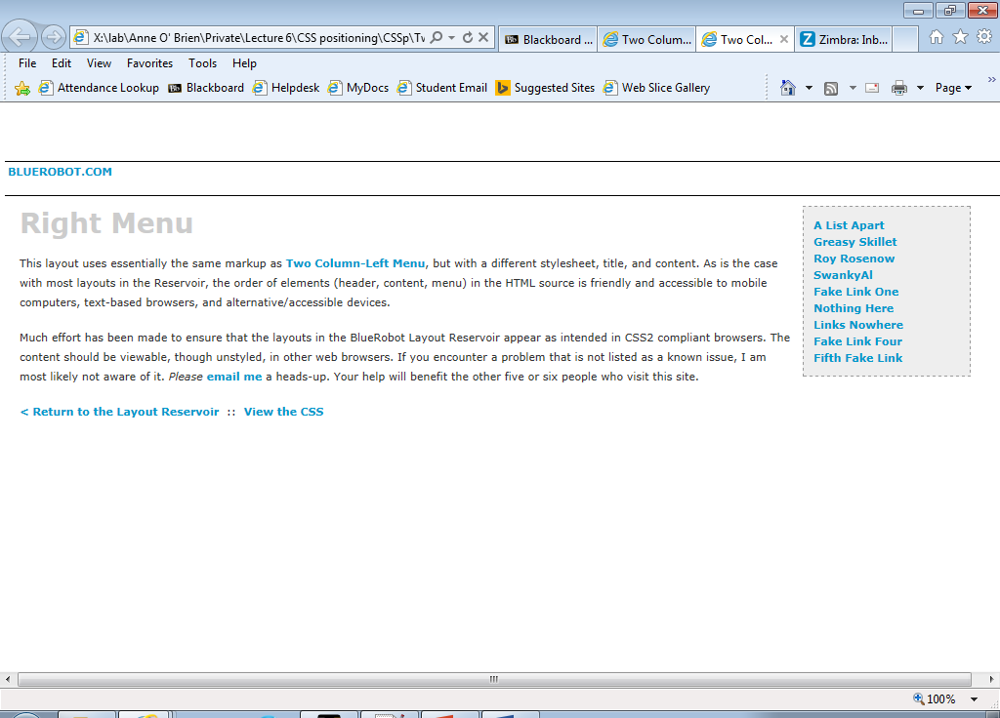 X:\lab\Anne O' Brien\Private\Lecture 6\CSS positioning\CSSp\Tv
Blackboard ...
Two Colum...
Two Col...
Zimbra: Inb...
File Edit View Favorites Tools Help
Attendance Lookup Bb Blackboard Helpdesk MyDocs Student Email Suggested Sites Web Slice Gallery Page
BLUEROBOT.COM
Right Menu
This layout uses essentially the same markup as Two Column-Left Menu, but with a different stylesheet, title, and content. As is the case
with most layouts in the Reservoir, the order of elements (header, content, menu) in the HTML source is friendly and accessible to mobile
computers, text-based browsers, and alternative/accessible devices.
Much effort has been made to ensure that the layouts in the BlueRobot Layout Reservoir appear as intended in CSS2 compliant browsers. The
content should be viewable, though unstyled, in other web browsers. If you encounter a problem that is not listed as a known issue, I am
most likely not aware of it. Please email me a heads-up. Your help will benefit the other five or six people who visit this site.
< Return to the Layout Reservoir :: View the CSS
A List Apart
Greasy Skillet
Roy Rosenow
SwankyAl
Fake Link One
Nothing Here
Links Nowhere
Fake Link Four
Fifth Fake Link
100%